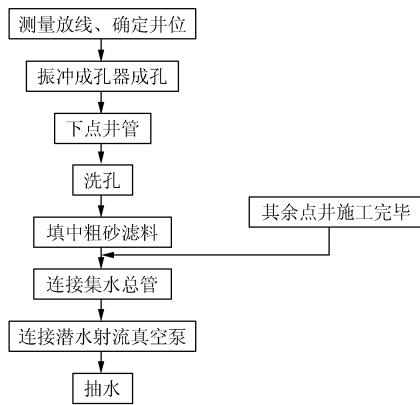 测量放线、确定井位
振冲成孔器成孔
下点井管
洗孔
填中粗砂滤料
其余点井施工完毕
连接集水总管
连接潜水射流真空泵
抽水